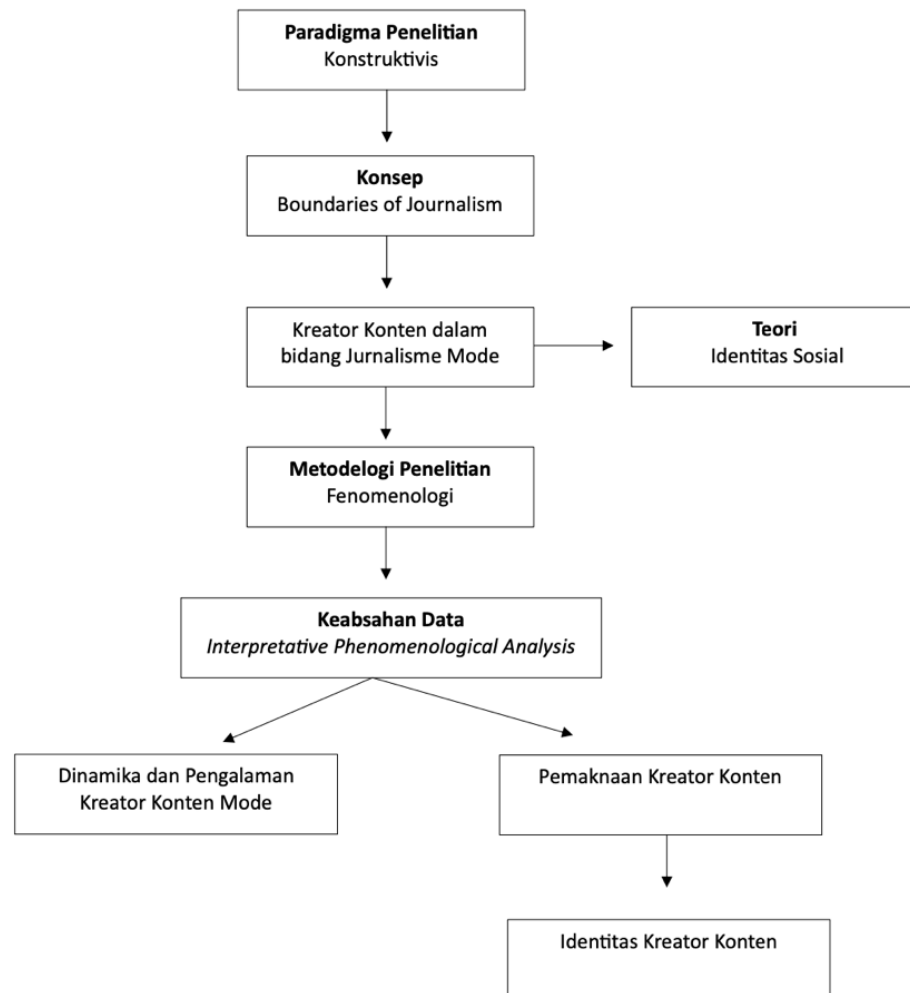 Paradigma Penelitian
Konstruktivis
Konsep
Boundaries of Journalism
Kreator Konten dalam
bidang Jurnalisme Mode
Teori
Identitas Sosial
Metodelogi Penelitian
Fenomenologi
Keabsahan Data
Interpretative Phenomenological Analysis
Dinamika dan Pengalaman
Kreator Konten Mode
Pemaknaan Kreator Konten
Identitas Kreator Konten